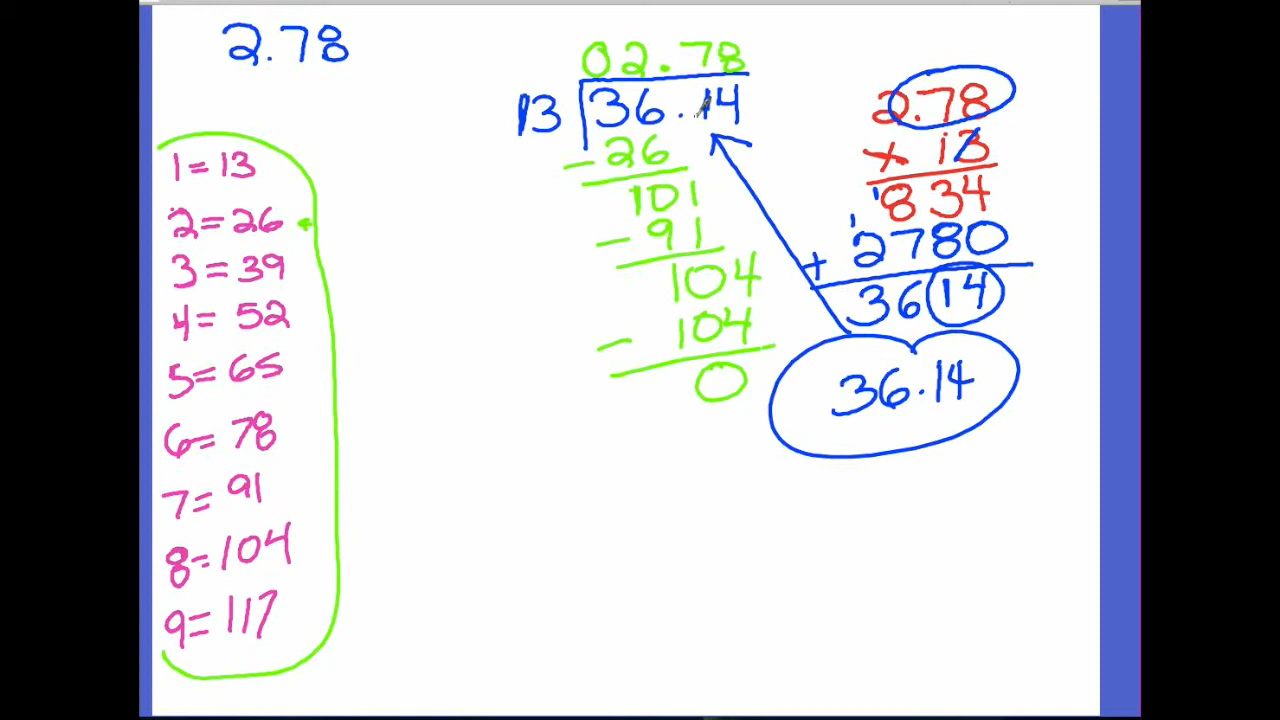 2.78
1 = 13
2 = 26
3 = 39
4 = 52
5 = 65
6 = 78
7 = 91
8 = 104
9 = 117
02.78
13 36.14
- 26
101
- 91
104
- 104
0
2.78
x 13
1834
1
+ 2780
3614
36.14